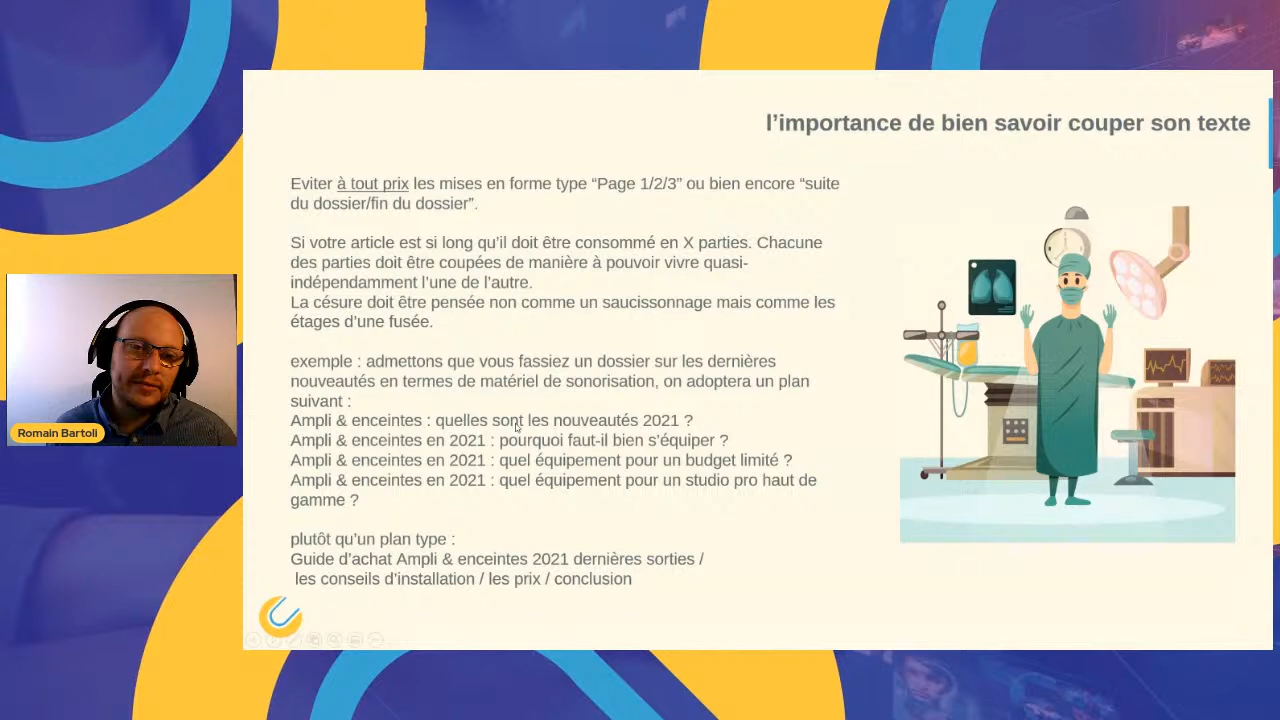 l’importance de bien savoir couper son texte
Eviter à tout prix les mises en forme type “Page 1/2/3” ou bien encore “suite
du dossier/fin du dossier”.
Si votre article est si long qu’il doit être consommé en X parties. Chacune
des parties doit être coupées de manière à pouvoir vivre quasi-
indépendamment l’une de l’autre.
La césure doit être pensée non comme un saucissonnage mais comme les
étages d’une fusée.
exemple : admettons que vous fassiez un dossier sur les dernières
nouveautés en termes de matériel de sonorisation, on adoptera un plan
suivant :
Ampli & enceintes : quelles sont les nouveautés 2021 ?
Ampli & enceintes en 2021 : pourquoi faut-il bien s’équiper ?
Ampli & enceintes en 2021 : quel équipement pour un budget limité ?
Ampli & enceintes en 2021 : quel équipement pour un studio pro haut de
gamme ?
plutôt qu’un plan type :
Guide d’achat Ampli & enceintes 2021 dernières sorties /
les conseils d’installation / les prix / conclusion
Romain Bartoli